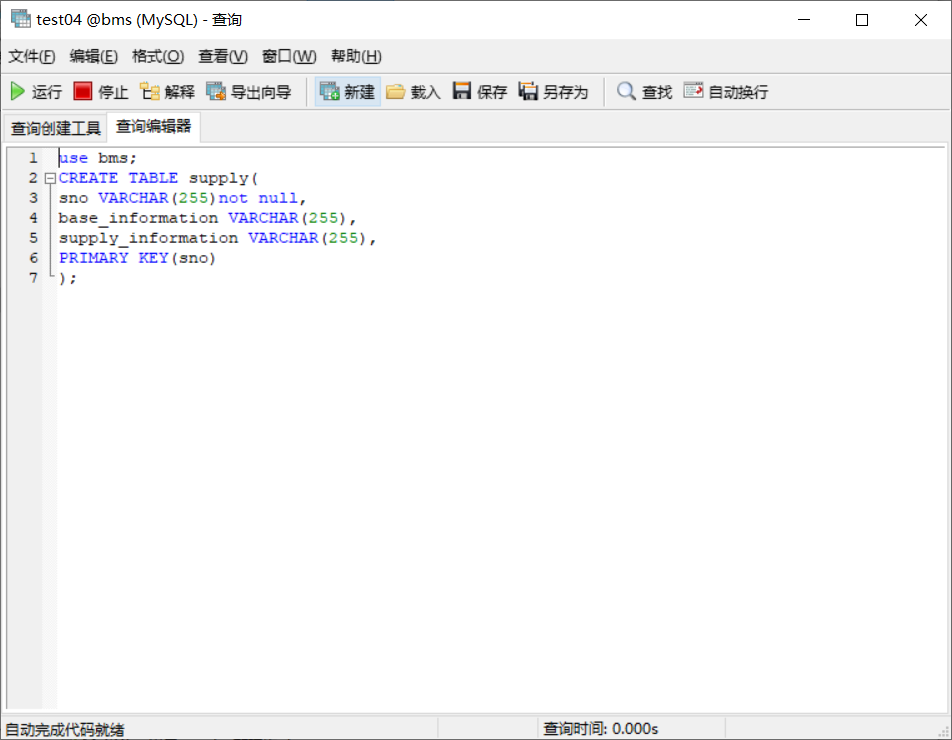 test04 @bms (MySQL) - 查询
文件(F) 编辑(E) 格式(O) 查看(V) 窗口(W) 帮助(H)
运行 停止 解释 导出向导 新建 载入 保存 另存为 查找 自动换行
查询创建工具 查询编辑器
1 use bms;
2 CREATE TABLE supply(
3 sno VARCHAR(255)not null,
4 base_information VARCHAR(255),
5 supply_information VARCHAR(255),
6 PRIMARY KEY(sno)
7 );
自动完成代码就绪 查询时间: 0.000s